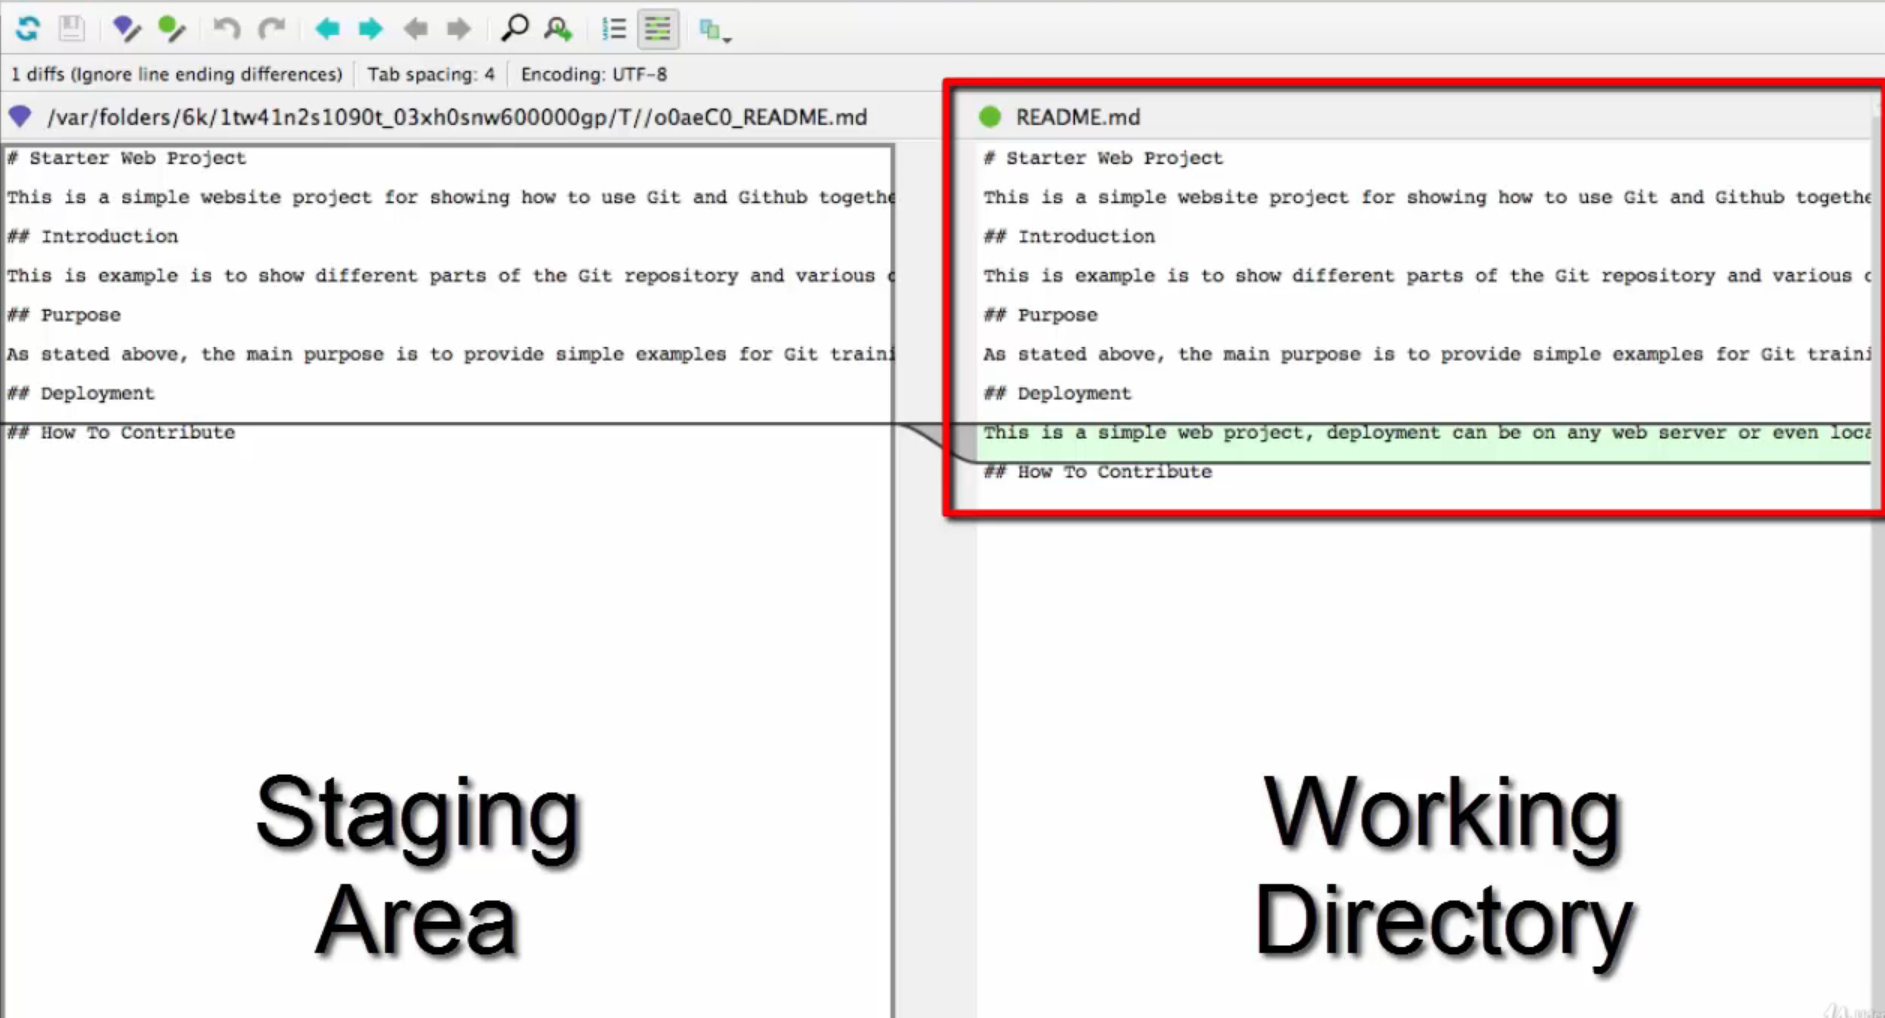 1 diffs (Ignore line ending differences) Tab spacing: 4 Encoding: UTF-8
/var/folders/6k/1tw41n2s1090t_03xh0snw600000gp/T//o0aeC0_README.md
# Starter Web Project
This is a simple website project for showing how to use Git and Github togethe
## Introduction
This is example is to show different parts of the Git repository and various
## Purpose
As stated above, the main purpose is to provide simple examples for Git traini
## Deployment
## How To Contribute
Staging
Area
README.md
# Starter Web Project
This is a simple website project for showing how to use Git and Github togethe
## Introduction
This is example is to show different parts of the Git repository and various
## Purpose
As stated above, the main purpose is to provide simple examples for Git traini
## Deployment
This is a simple web project, deployment can be on any web server or even loca
## How To Contribute
Working
Directory